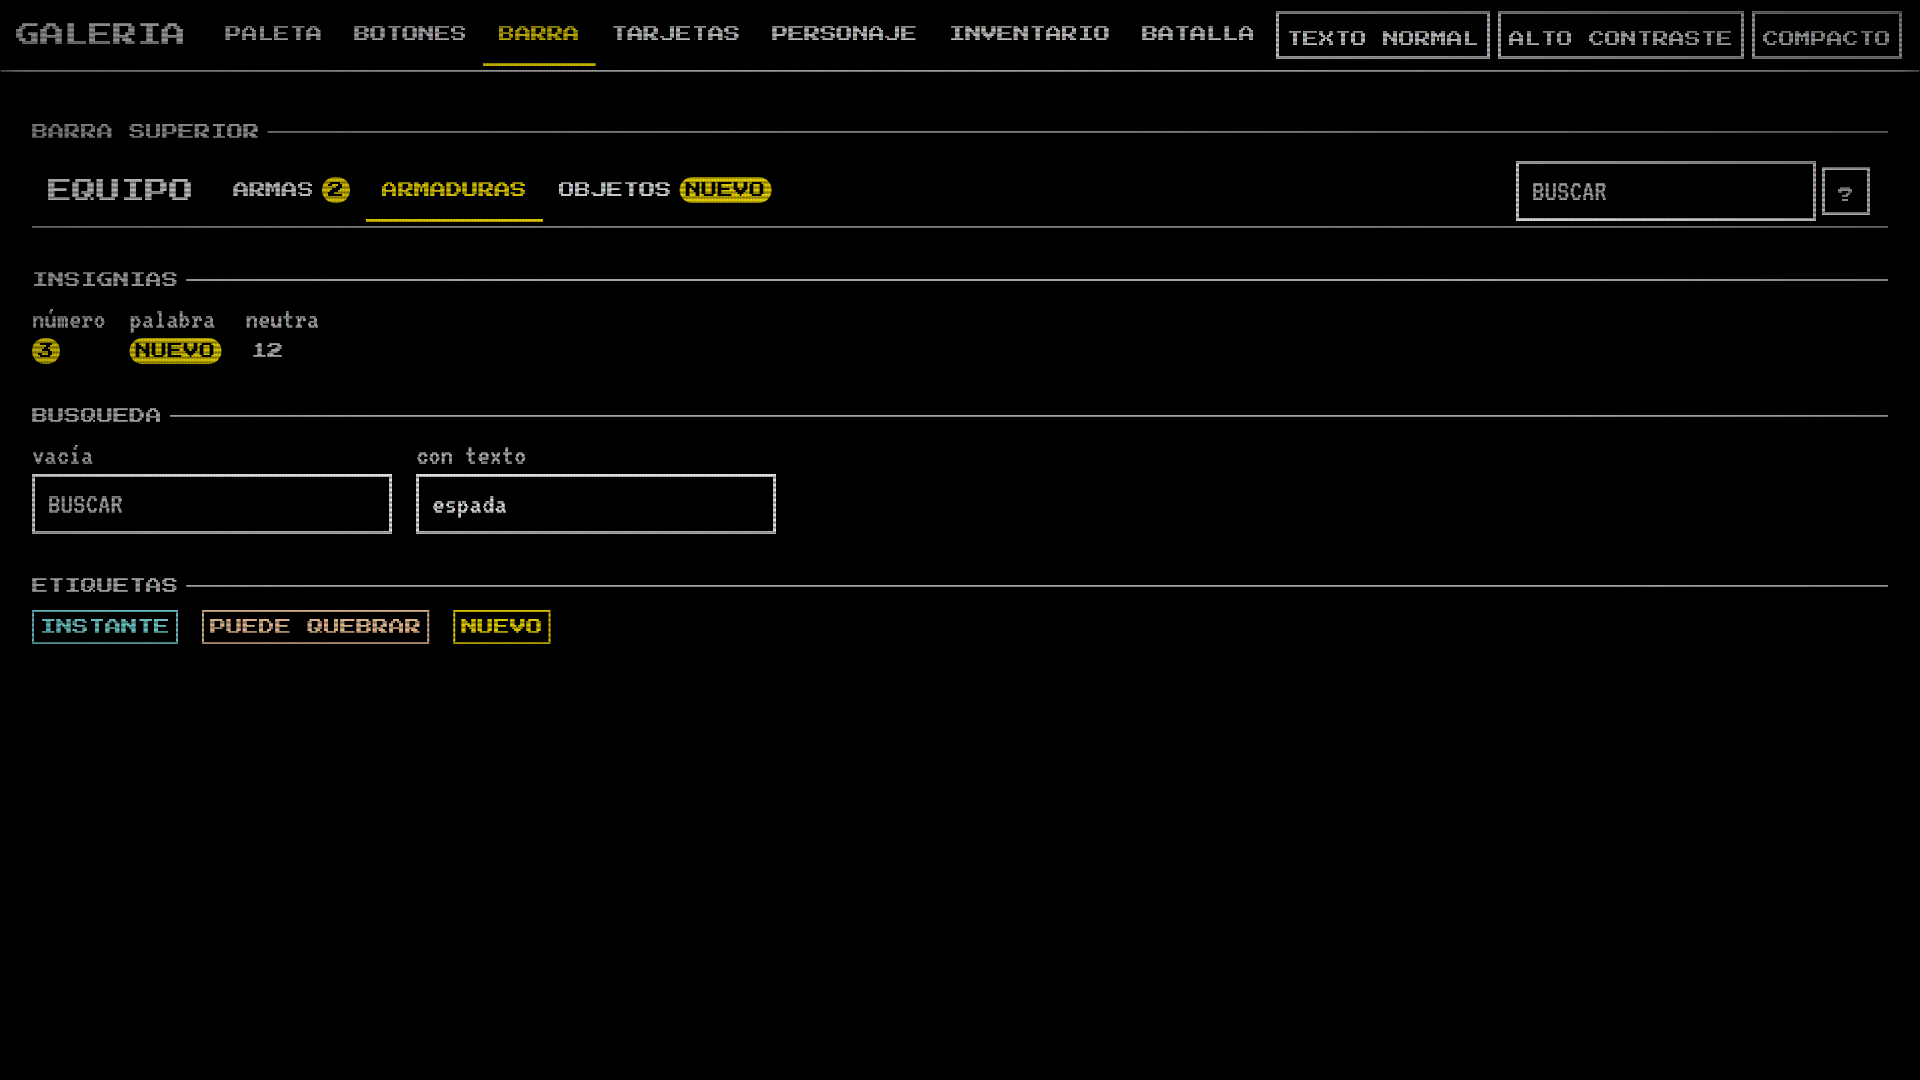 GALERIA PALETA BOTONES BARRA TARJETAS PERSONAJE INVENTARIO BATALLA TEXTO NORMAL ALTO CONTRASTE COMPACTO
BARRA SUPERIOR
EQUIPO ARMAS 2 ARMADURAS OBJETOS NUEVO BUSCAR ?
INSIGNIAS
número palabra neutra
3 NUEVO 12
BUSQUEDA
vacía con texto
BUSCAR espada
ETIQUETAS
INSTANTE PUEDE QUEBRAR NUEVO